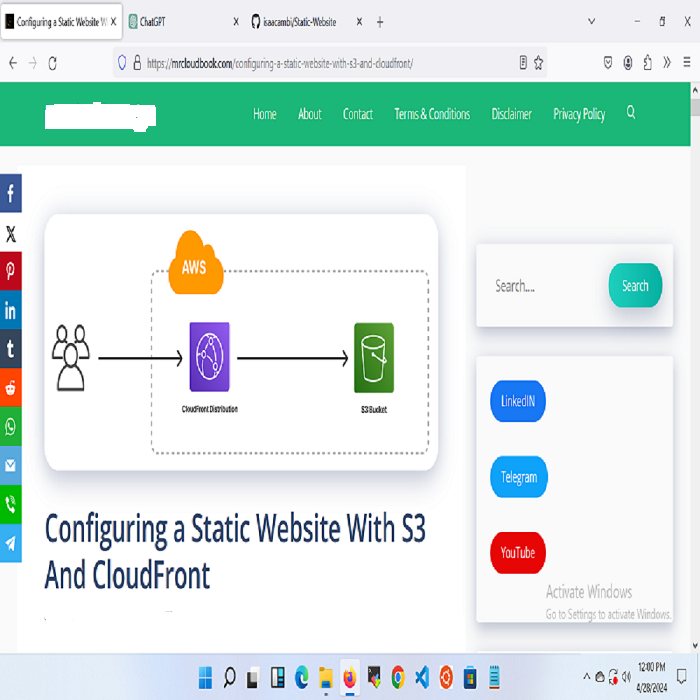 Configuring a Static Website W
ChatGPT
isaacambi/Static-Website
https://mrcloudbook.com/configuring-a-static-website-with-s3-and-cloudfront/
Home About Contact Terms & Conditions Disclaimer Privacy Policy
AWS
CloudFront Distribution
S3 Bucket
Configuring a Static Website With S3
And CloudFront
Search....
Search
LinkedIN
Telegram
YouTube
Activate Windows
Go to Settings to activate Windows.
12:00 PM
4/28/2024